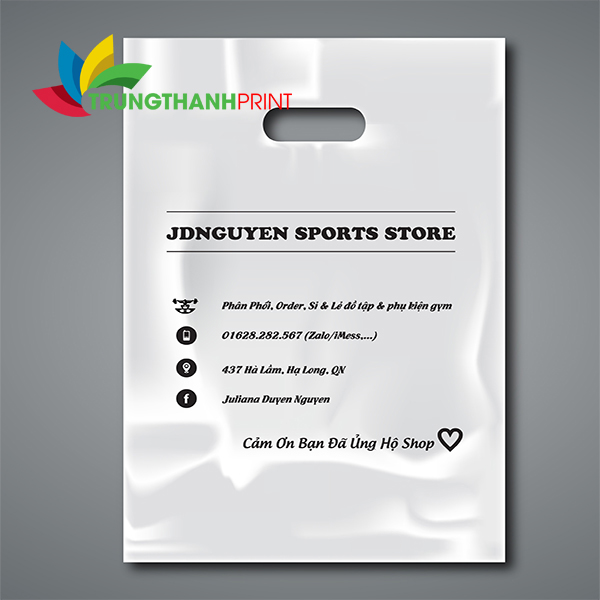 TRUNGTHANHPRINT
JDNGUYEN SPORTS STORE
Phân Phối, Order, Sỉ & Lẻ đồ tập & phụ kiện gym
01628.282.567 (Zalo/iMess,...)
437 Hà Lầm, Hạ Long, QN
Juliana Duyen Nguyen
Cảm Ơn Bạn Đã Ủng Hộ Shop